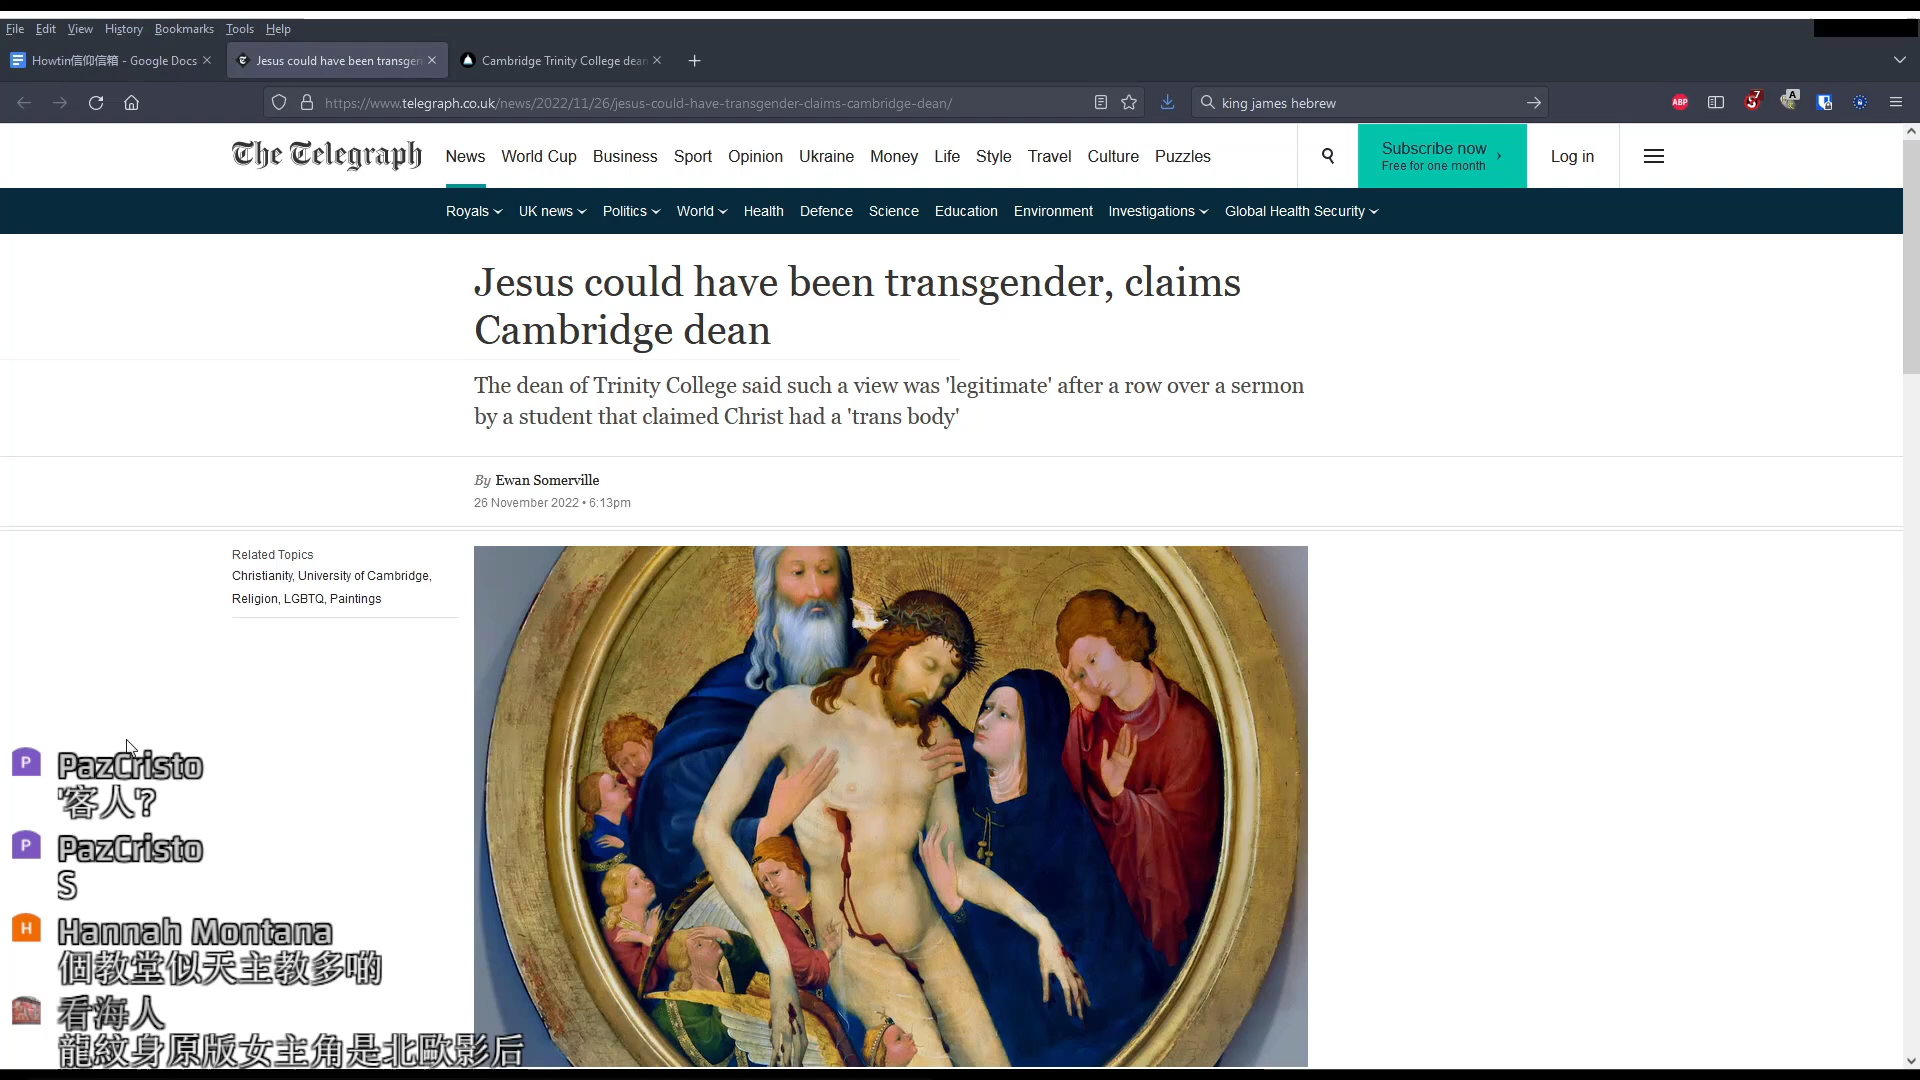 File Edit View History Bookmarks Tools Help
Howtin信仰信箱 - Google Docs
Jesus could have been transgen
Cambridge Trinity College dean
https://www.telegraph.co.uk/news/2022/11/26/jesus-could-have-transgender-claims-cambridge-dean/
king james hebrew
ABP
7
A
The Telegraph
News World Cup Business Sport Opinion Ukraine Money Life Style Travel Culture Puzzles
Subscribe now
Free for one month
Log in
Royals UK news Politics World Health Defence Science Education Environment Investigations Global Health Security
Jesus could have been transgender, claims
Cambridge dean
The dean of Trinity College said such a view was 'legitimate' after a row over a sermon
by a student that claimed Christ had a 'trans body'
By Ewan Somerville
26 November 2022 • 6:13pm
Related Topics
Christianity, University of Cambridge,
Religion, LGBTQ, Paintings
P
PazCristo
'客人'?
P
PazCristo
S
H
Hannah Montana
個教堂似天主教多啲
看海人
龍紋身原版女主角是北歐影后